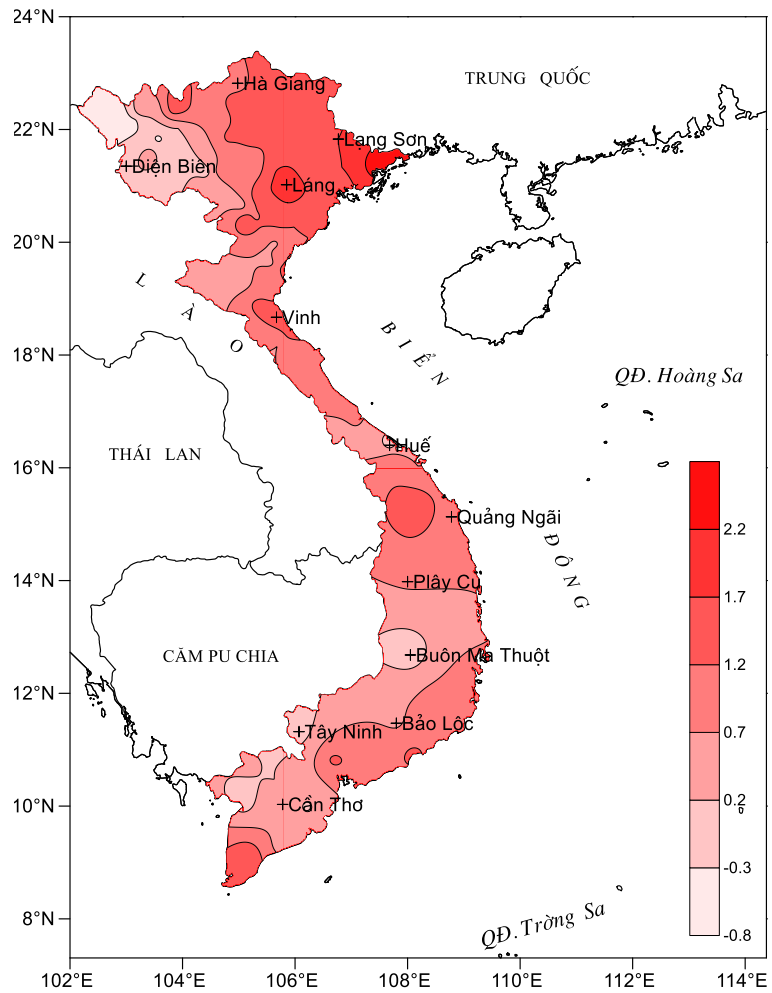 24°N
TRUNG QUỐC
Hà Giang
22°N
Lạng Sơn
Điện Biên
Láng
20°N
LÀO
Vinh
BIỂN
18°N
QĐ. Hoàng Sa
THÁI LAN
Huế
16°N
Quảng Ngãi
ĐÔNG
2.2
14°N
Plây Cu
1.7
CĂM PU CHIA
Buôn Ma Thuột
1.2
12°N
Bảo Lộc
Tây Ninh
0.7
10°N
Cần Thơ
0.2
-0.3
8°N
QĐ. Trờng Sa
-0.8
102°E 104°E 106°E 108°E 110°E 112°E 114°E